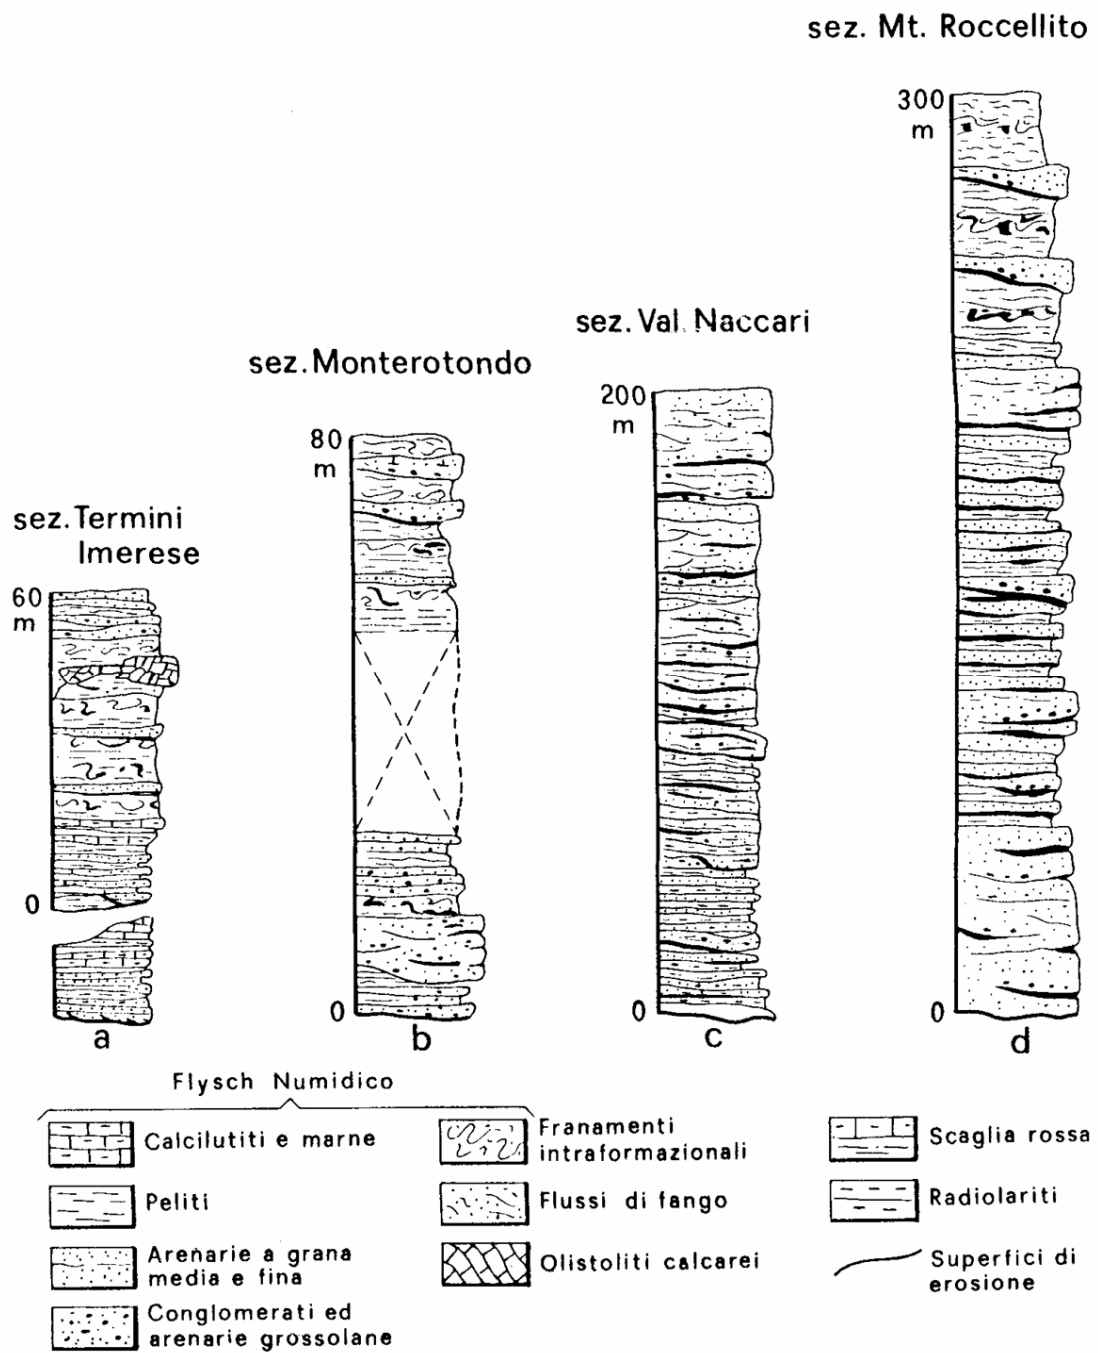 sez. Mt. Roccellito
300
m
sez. Val. Naccari
200
m
sez. Monterotondo
80
m
sez. Termini
Imerese
60
m
0
0
0
0
a
b
c
d
Flysch Numidico
Calcilutiti e marne
Peliti
Arenarie a grana
media e fina
Conglomerati ed
arenarie grossolane
Franamenti
intraformazionali
Flussi di fango
Olistoliti calcarei
Scaglia rossa
Radiolariti
Superfici di
erosione